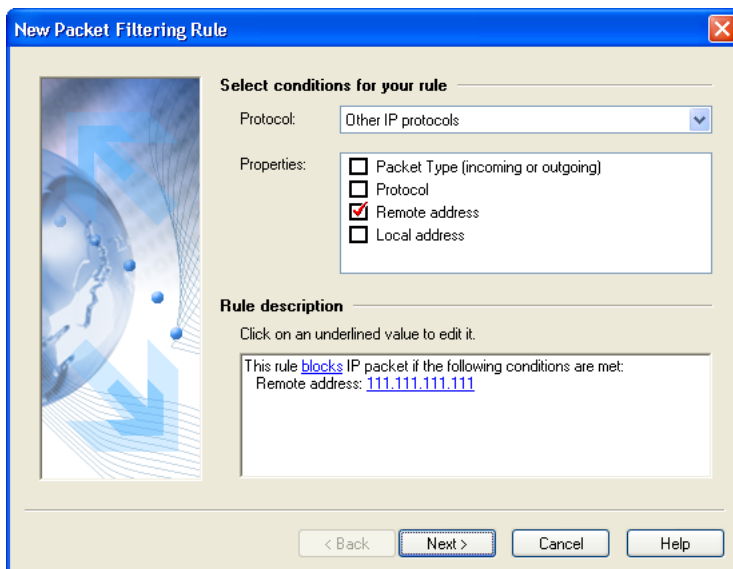 New Packet Filtering Rule
Select conditions for your rule
Protocol: Other IP protocols
Properties: Packet Type (incoming or outgoing)
Protocol
Remote address
Local address
Rule description
Click on an underlined value to edit it.
This rule blocks IP packet if the following conditions are met:
Remote address: 111.111.111.111
< Back Next > Cancel Help